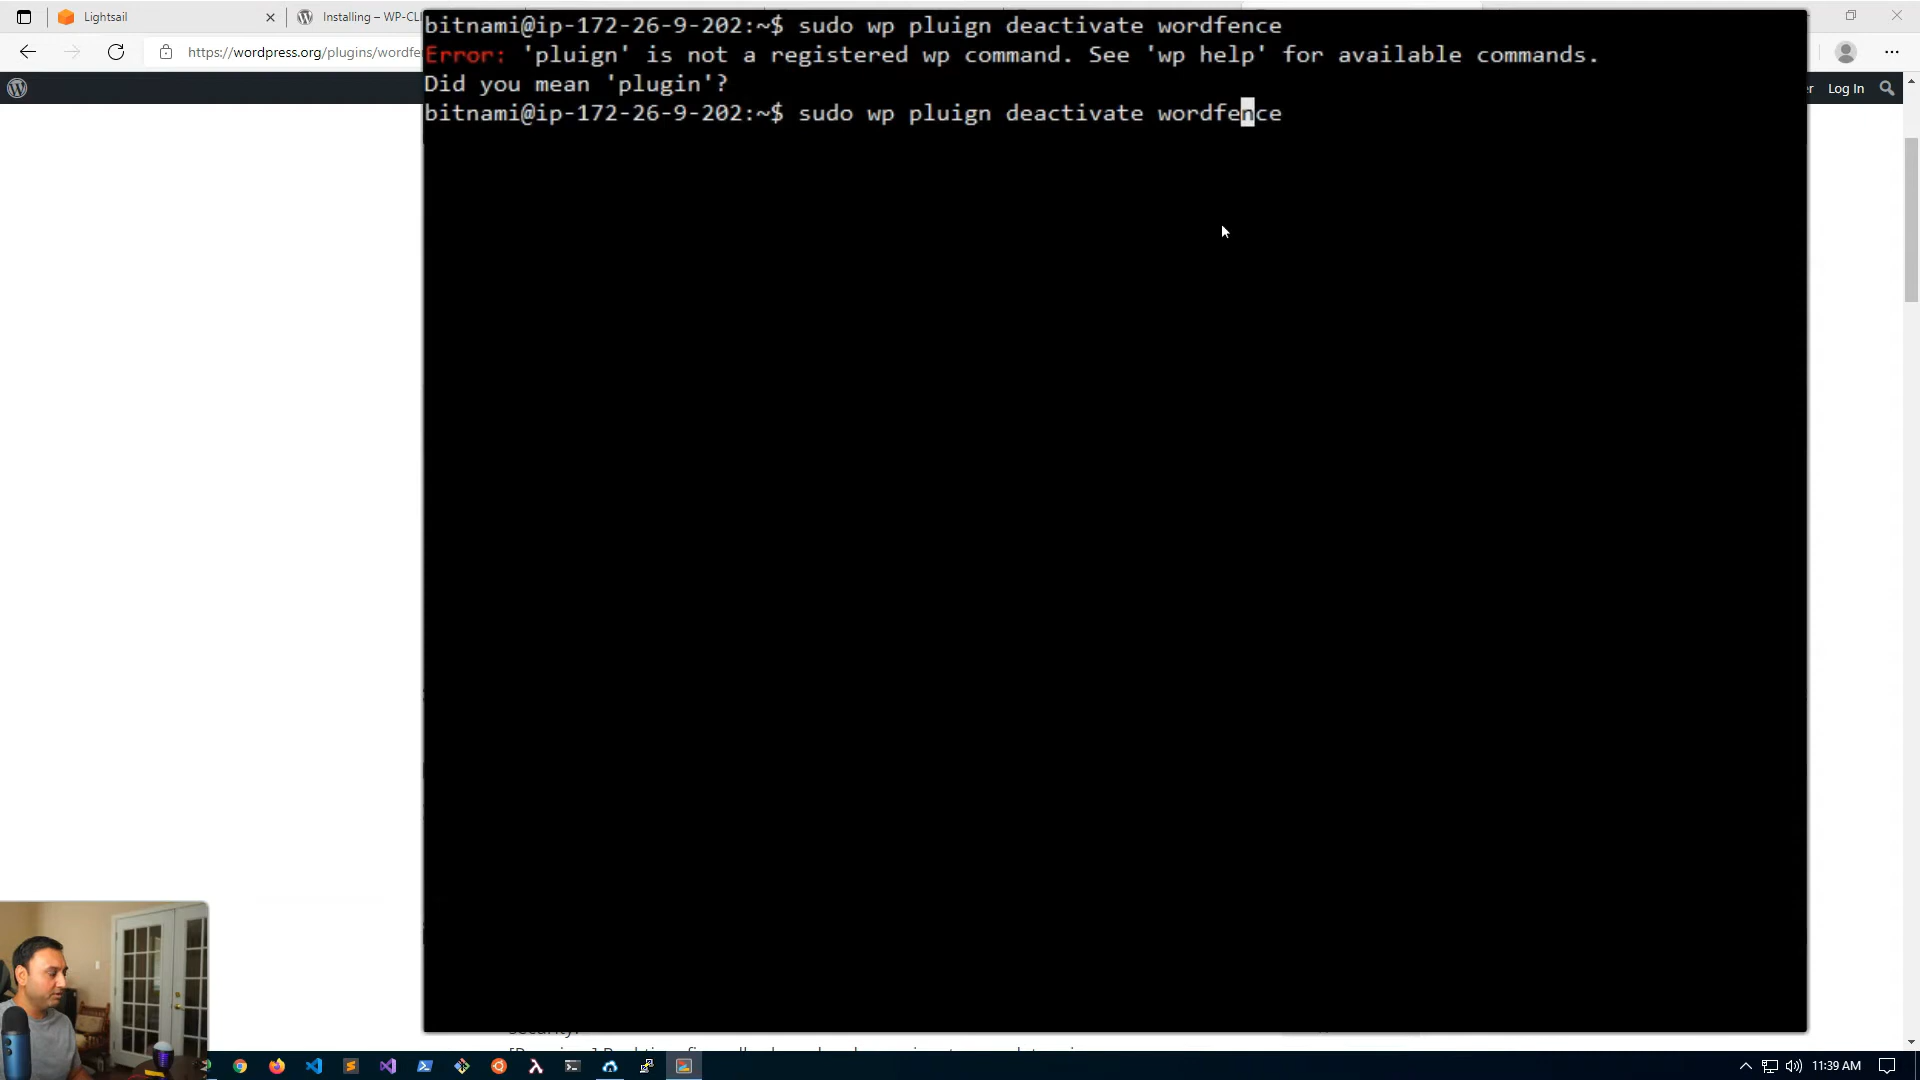 Lightsail
Installing – WP-CL
https://wordpress.org/plugins/wordfe
r Log In
bitnami@ip-172-26-9-202:~$ sudo wp pluign deactivate wordfence
Error: 'pluign' is not a registered wp command. See 'wp help' for available commands.
Did you mean 'plugin'?
bitnami@ip-172-26-9-202:~$ sudo wp pluign deactivate wordfence
security.
11:39 AM